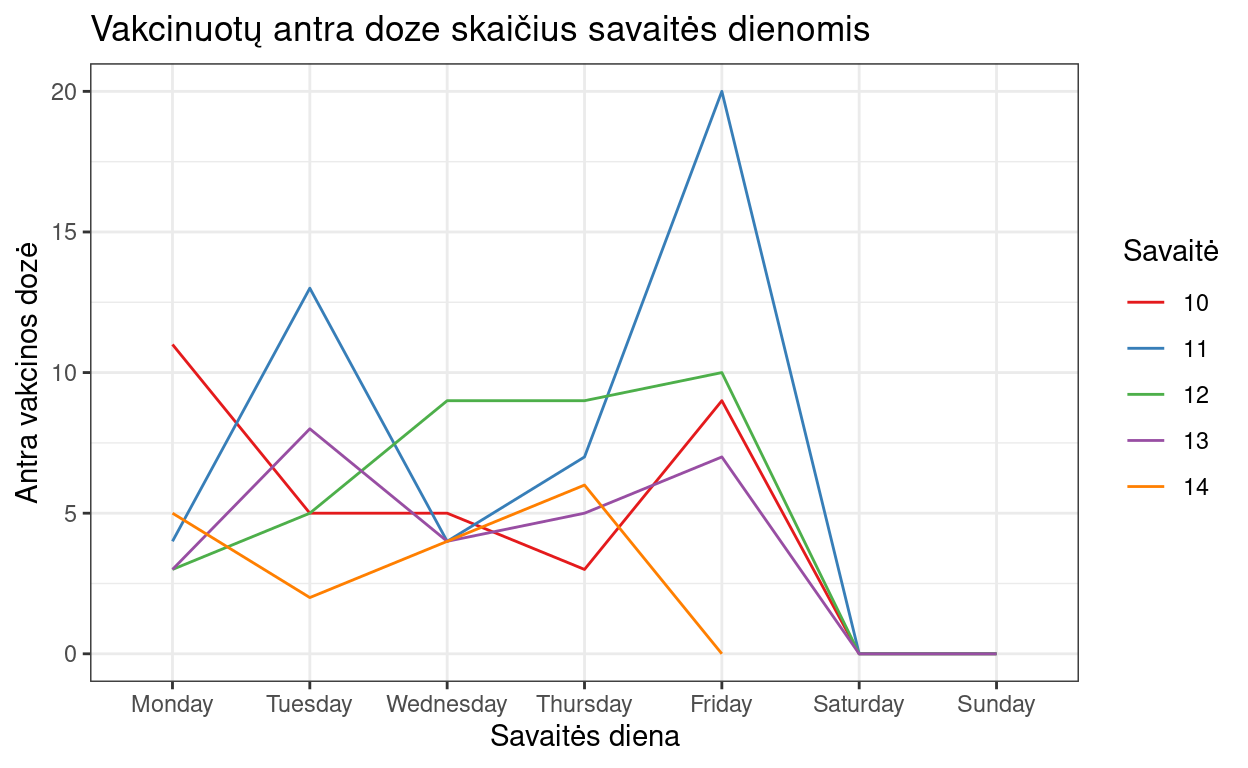 Vakcinuotų antra doze skaičius savaitės dienomis
Antra vakcinos dozė
20
15
10
5
0
Monday Tuesday Wednesday Thursday Friday Saturday Sunday
Savaitės diena
Savaitė
10
11
12
13
14